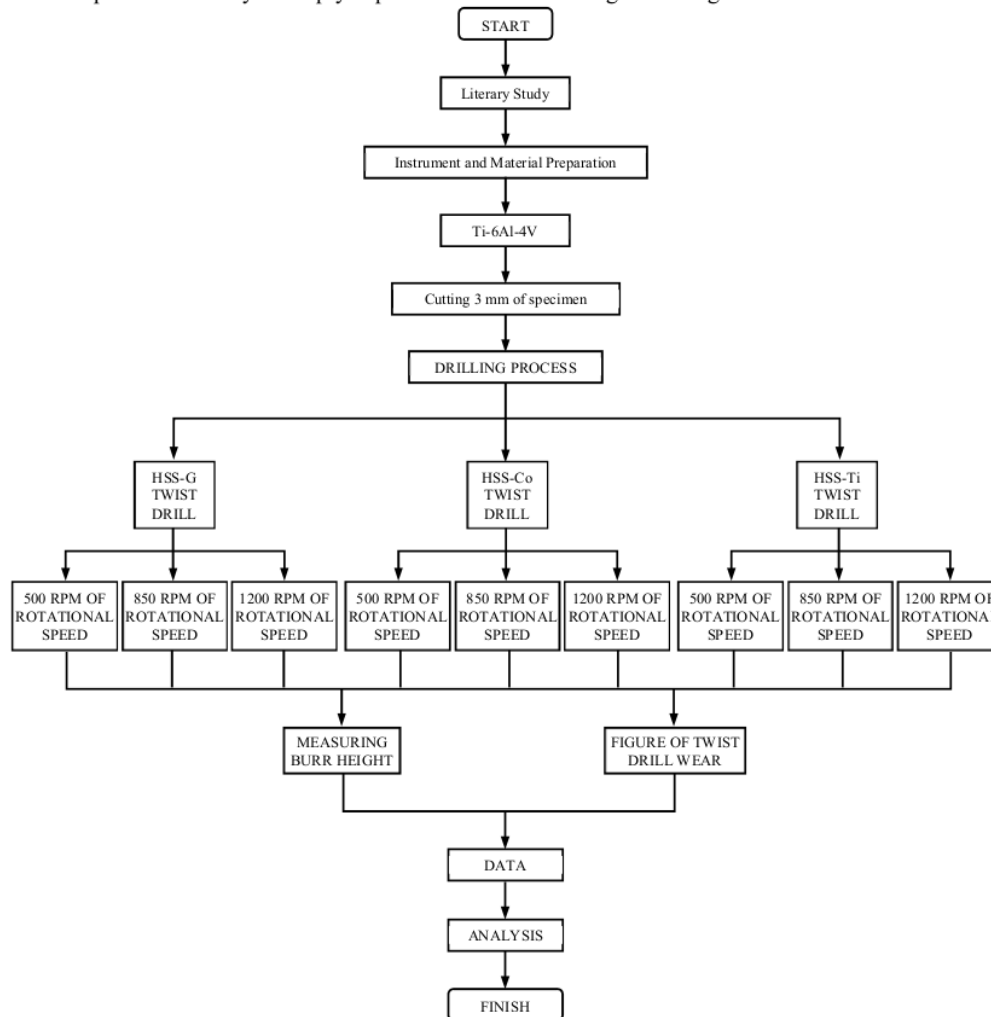 START
Literary Study
Instrument and Material Preparation
Ti-6Al-4V
Cutting 3 mm of specimen
DRILLING PROCESS
HSS-G
TWIST
DRILL
HSS-Co
TWIST
DRILL
HSS-Ti
TWIST
DRILL
500 RPM OF
ROTATIONAL
SPEED
850 RPM OF
ROTATIONAL
SPEED
1200 RPM OF
ROTATIONAL
SPEED
500 RPM OF
ROTATIONAL
SPEED
850 RPM OF
ROTATIONAL
SPEED
1200 RPM OF
ROTATIONAL
SPEED
500 RPM OF
ROTATIONAL
SPEED
850 RPM OF
ROTATIONAL
SPEED
1200 RPM OF
ROTATIONAL
SPEED
MEASURING
BURR HEIGHT
FIGURE OF TWIST
DRILL WEAR
DATA
ANALYSIS
FINISH